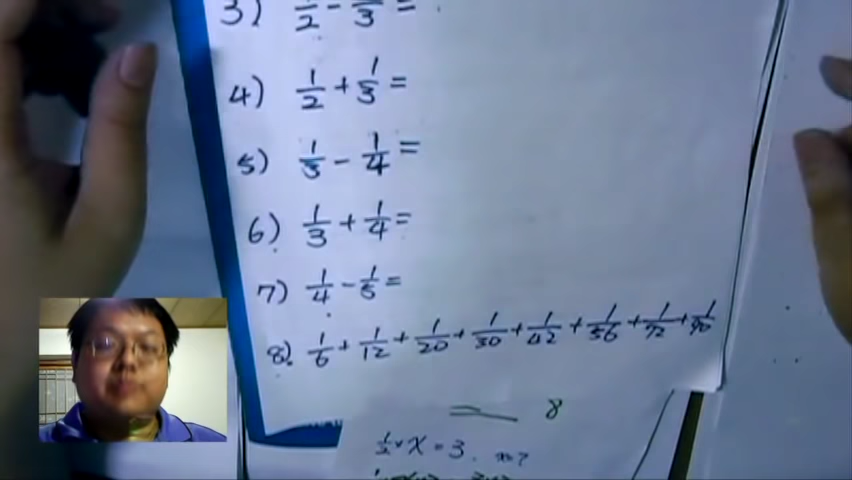 3) 1/2 - 1/3 =
4) 1/2 + 1/3 =
5) 1/3 - 1/4 =
6) 1/3 + 1/4 =
7) 1/4 - 1/5 =
8). 1/6 + 1/12 + 1/20 + 1/30 + 1/42 + 1/56 + 1/72 + 1/90
= 8
1/2 x X = 3.